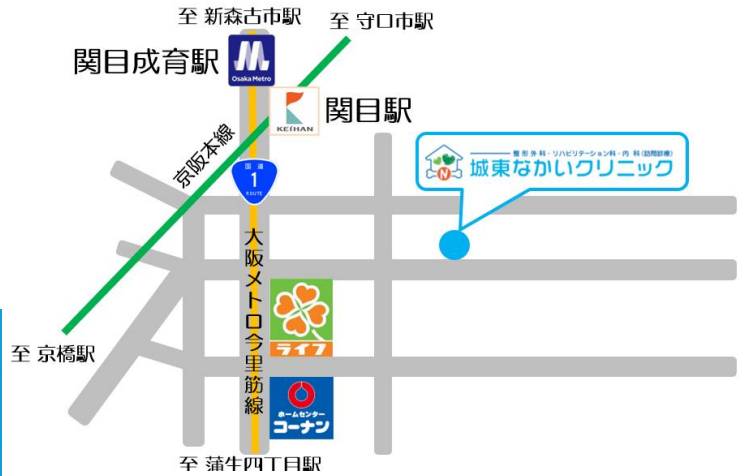 至 新森古市駅
至 守口市駅
関目成育駅
Osaka Metro
KEIHAN
関目駅
京阪本線
国道
1
ROUTE
整形外科・リハビリテーション科・内科(訪問診療)
N
城東なかいクリニック
大阪メトロ今里筋線
ライフ
至 京橋駅
ホームセンター
コーナン
至 蒲生四丁目駅